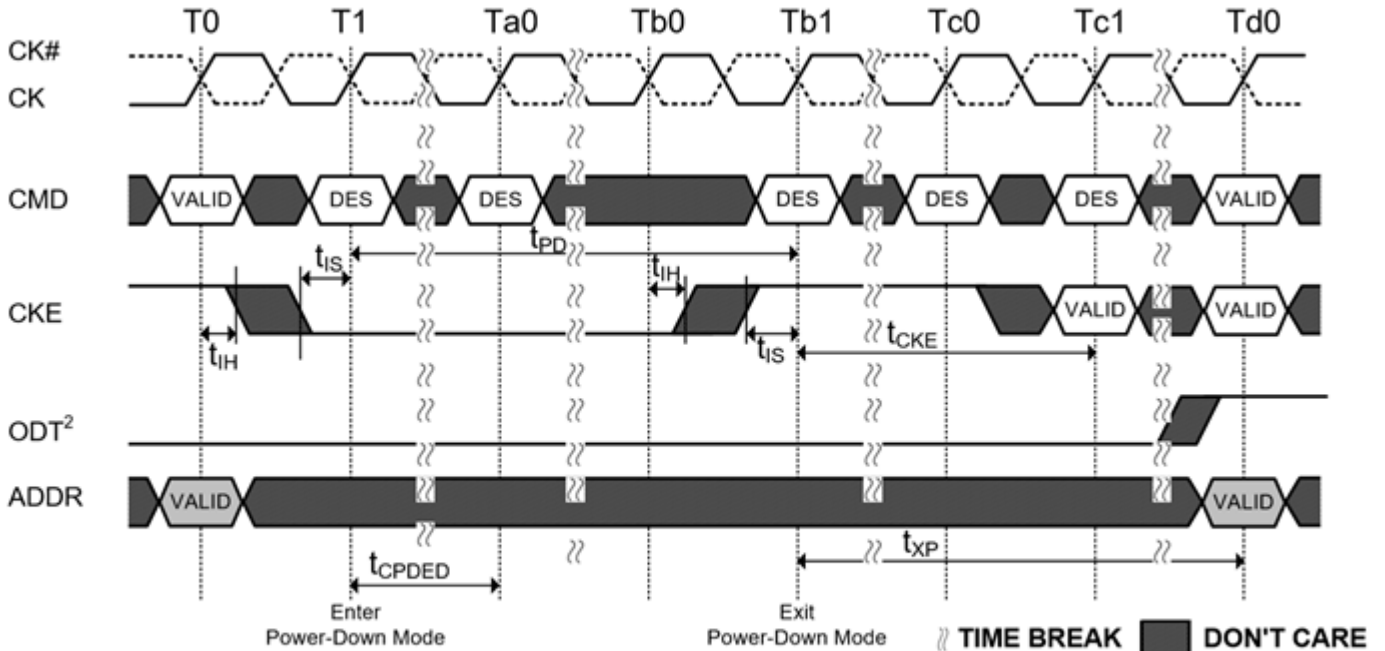 T0 T1 Ta0 Tb0 Tb1 Tc0 Tc1 Td0
CK#
CK
CMD VALID DES DES DES DES DES VALID
tPD
tIS tIH
CKE VALID VALID
tIH tIS tCKE
ODT2
ADDR VALID VALID
tXP
tCPDED
Enter
Power-Down Mode
Exit
Power-Down Mode
TIME BREAK DON'T CARE